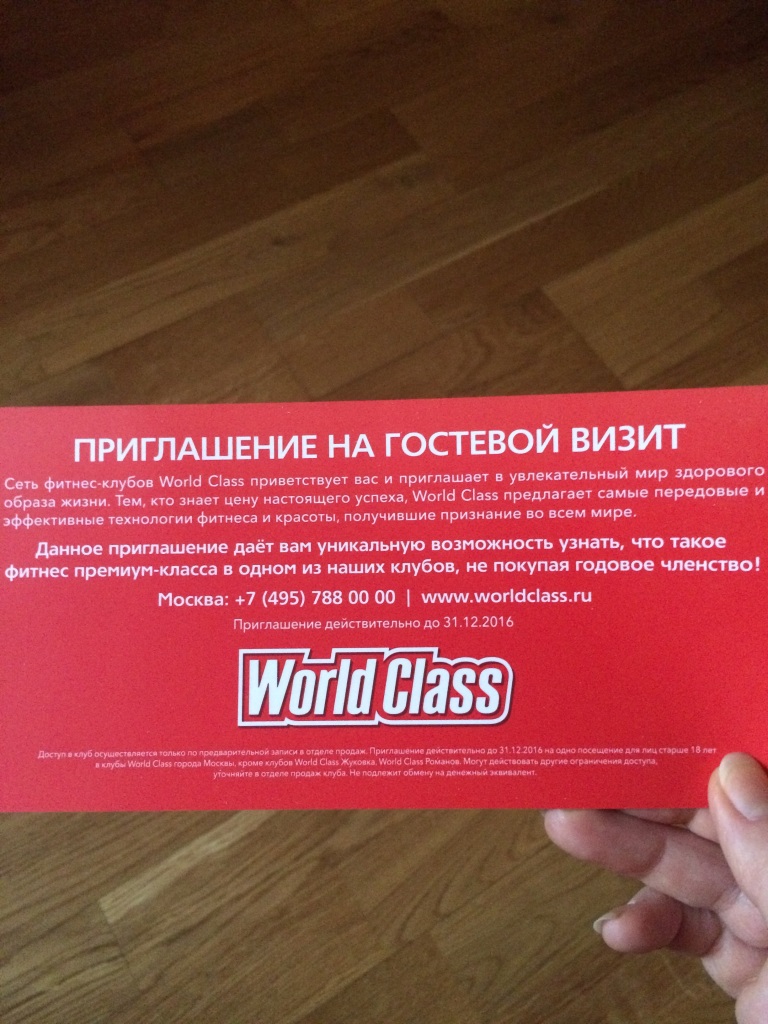 ПРИГЛАШЕНИЕ НА ГОСТЕВОЙ ВИЗИТ
Сеть фитнес-клубов World Class приветствует вас и приглашает в увлекательный мир здорового
образа жизни. Тем, кто знает цену настоящего успеха, World Class предлагает самые передовые и
эффективные технологии фитнеса и красоты, получившие признание во всем мире.
Данное приглашение даёт вам уникальную возможность узнать, что такое
фитнес премиум-класса в одном из наших клубов, не покупая годовое членство!
Москва: +7 (495) 788 00 00 | www.worldclass.ru
Приглашение действительно до 31.12.2016
World Class
Доступ в клуб осуществляется только по предварительной записи в отделе продаж. Приглашение действительно до 31.12.2016 на одно посещение для лиц старше 18 лет
в клубы World Class города Москвы, кроме клубов World Class Жуковка, World Class Романов. Могут действовать другие ограничения доступа,
уточняйте в отделе продаж клуба. Не подлежит обмену на денежный эквивалент.